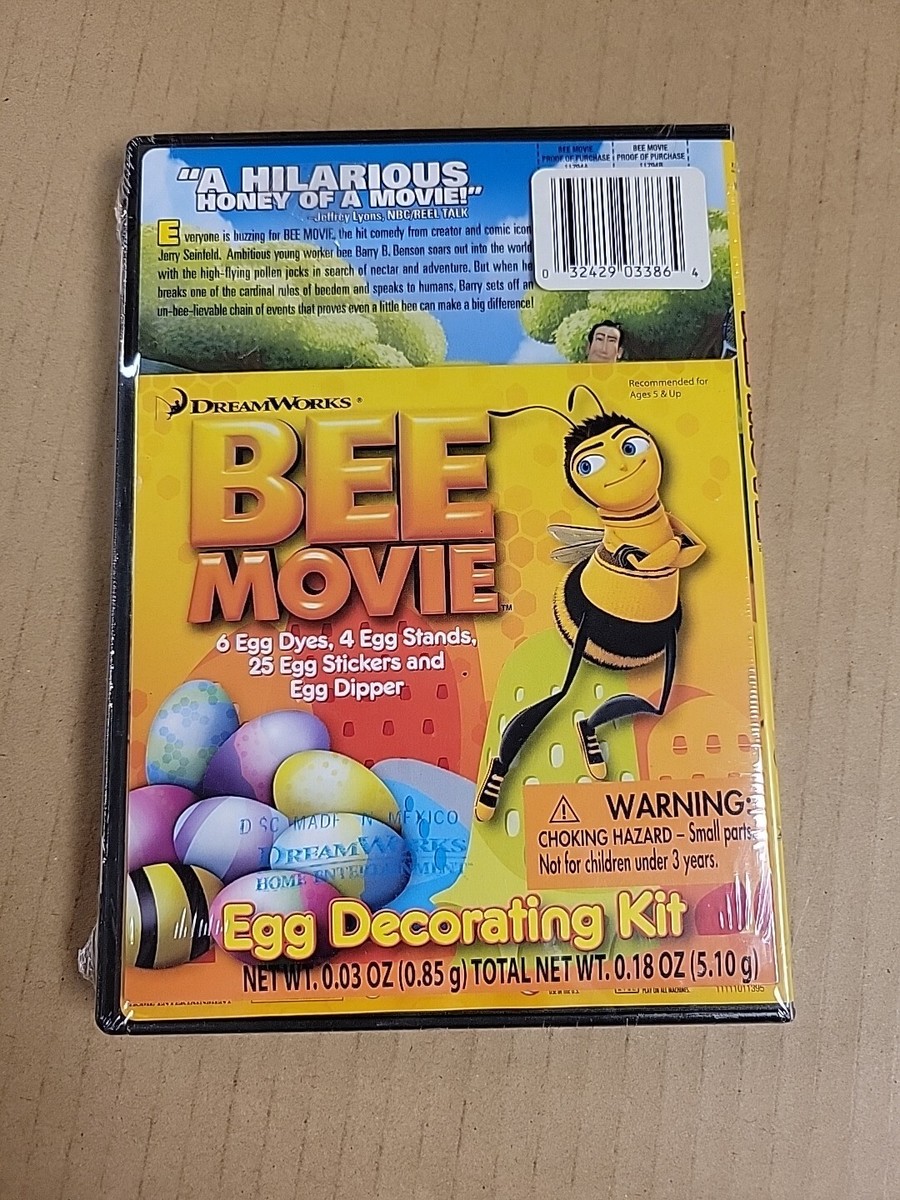 "A HILARIOUS
HONEY OF A MOVIE!"
-Jeffrey Lyons, NBC/REEL TALK
Everyone is buzzing for BEE MOVIE, the hit comedy from creator and comic icon
Jerry Seinfeld. Ambitious young worker bee Barry B. Benson soars out into the world
with the high-flying pollen jocks in search of nectar and adventure. But when he
breaks one of the cardinal rules of beedom and speaks to humans, Barry sets off an
un-bee-lievable chain of events that proves even a little bee can make a big difference!
BEE MOVIE
PROOF OF PURCHASE
BEE MOVIE
PROOF OF PURCHASE
0 32429 03386 4
DREAMWORKS®
Recommended for
Ages 5 & Up
BEE
MOVIE™
6 Egg Dyes, 4 Egg Stands,
25 Egg Stickers and
Egg Dipper
DISC MADE IN MEXICO
DREAMWORKS
HOME ENTERTAINMENT
WARNING:
CHOKING HAZARD – Small parts
Not for children under 3 years.
Egg Decorating Kit
NET WT. 0.03 OZ (0.85 g) TOTAL NET WT. 0.18 OZ (5.10 g)
PLAY ON ALL MACHINES.
11111011395